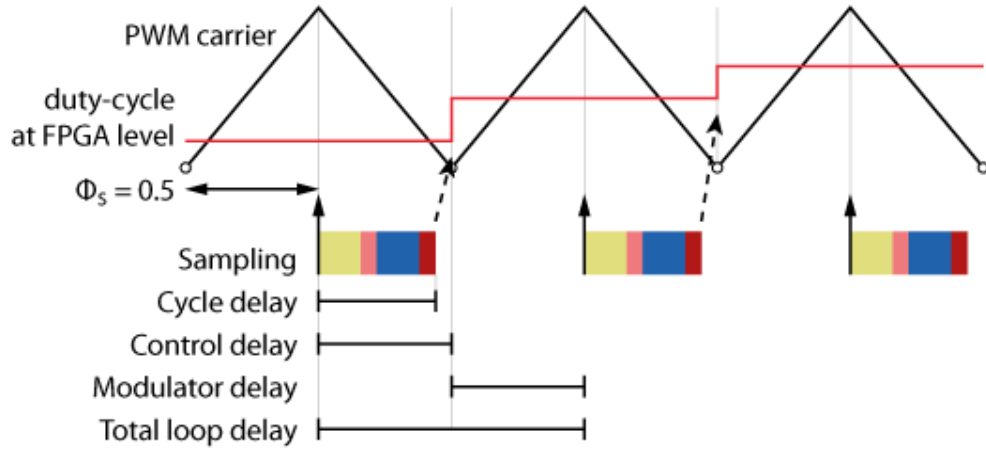 PWM carrier
duty-cycle
at FPGA level
Φs = 0.5
Sampling
Cycle delay
Control delay
Modulator delay
Total loop delay